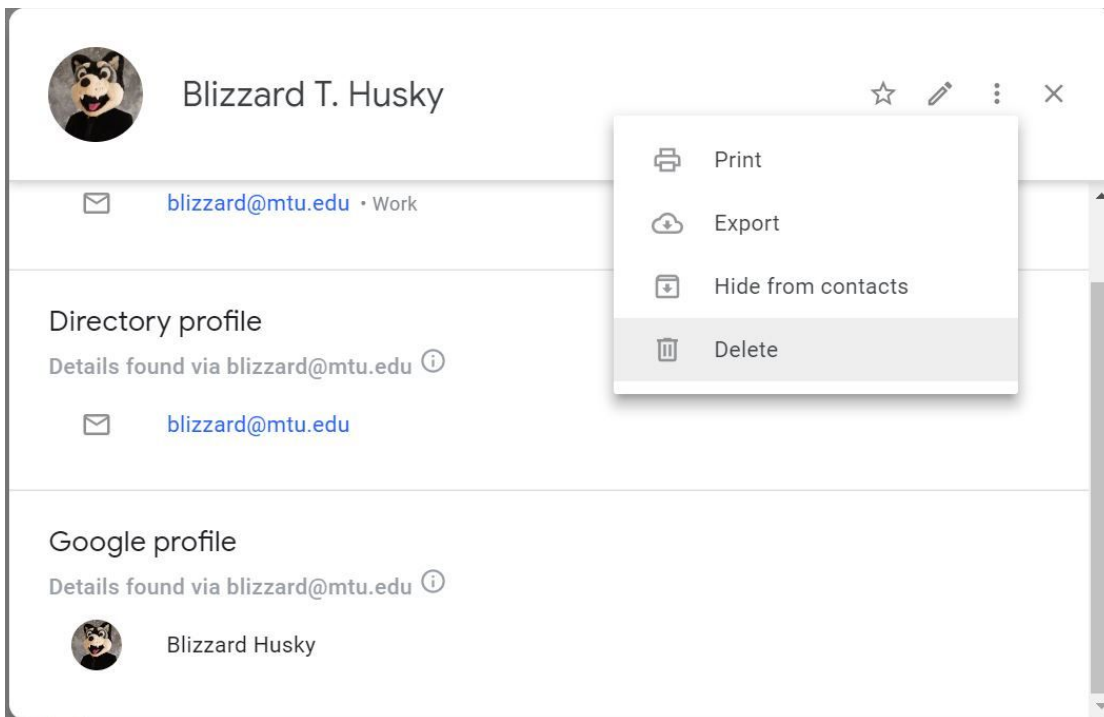 Blizzard T. Husky
Print
Export
Hide from contacts
Delete
blizzard@mtu.edu • Work
Directory profile
Details found via blizzard@mtu.edu
blizzard@mtu.edu
Google profile
Details found via blizzard@mtu.edu
Blizzard Husky